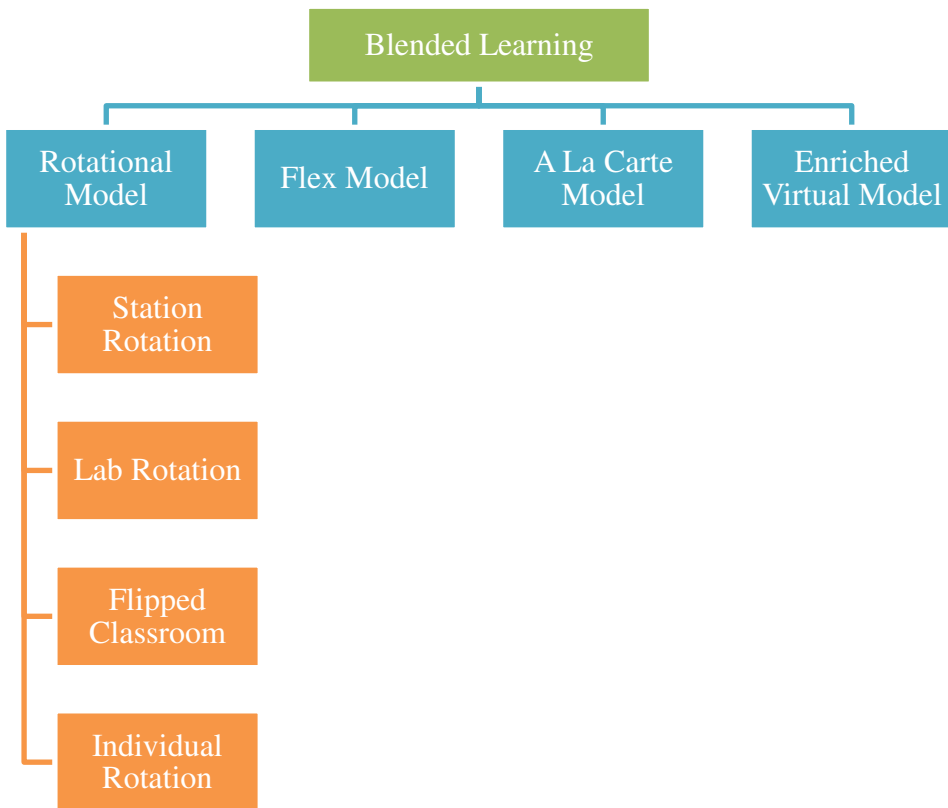 Blended Learning
Rotational
Model
Flex Model
A La Carte
Model
Enriched
Virtual Model
Station
Rotation
Lab Rotation
Flipped
Classroom
Individual
Rotation